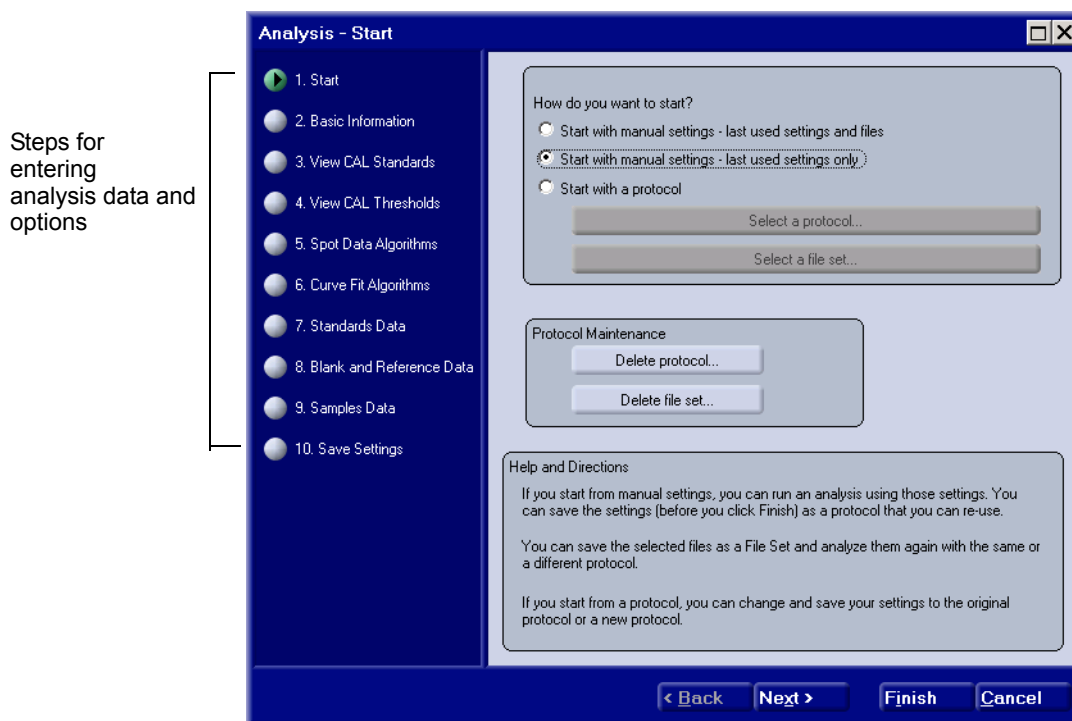 Analysis - Start
Steps for
entering
analysis data and
options
1. Start
2. Basic Information
3. View CAL Standards
4. View CAL Thresholds
5. Spot Data Algorithms
6. Curve Fit Algorithms
7. Standards Data
8. Blank and Reference Data
9. Samples Data
10. Save Settings
How do you want to start?
Start with manual settings - last used settings and files
Start with manual settings - last used settings only
Start with a protocol
Select a protocol...
Select a file set...
Protocol Maintenance
Delete protocol...
Delete file set...
Help and Directions
If you start from manual settings, you can run an analysis using those settings. You
can save the settings (before you click Finish) as a protocol that you can re-use.
You can save the selected files as a File Set and analyze them again with the same or
a different protocol.
If you start from a protocol, you can change and save your settings to the original
protocol or a new protocol.
< Back
Next >
Finish
Cancel